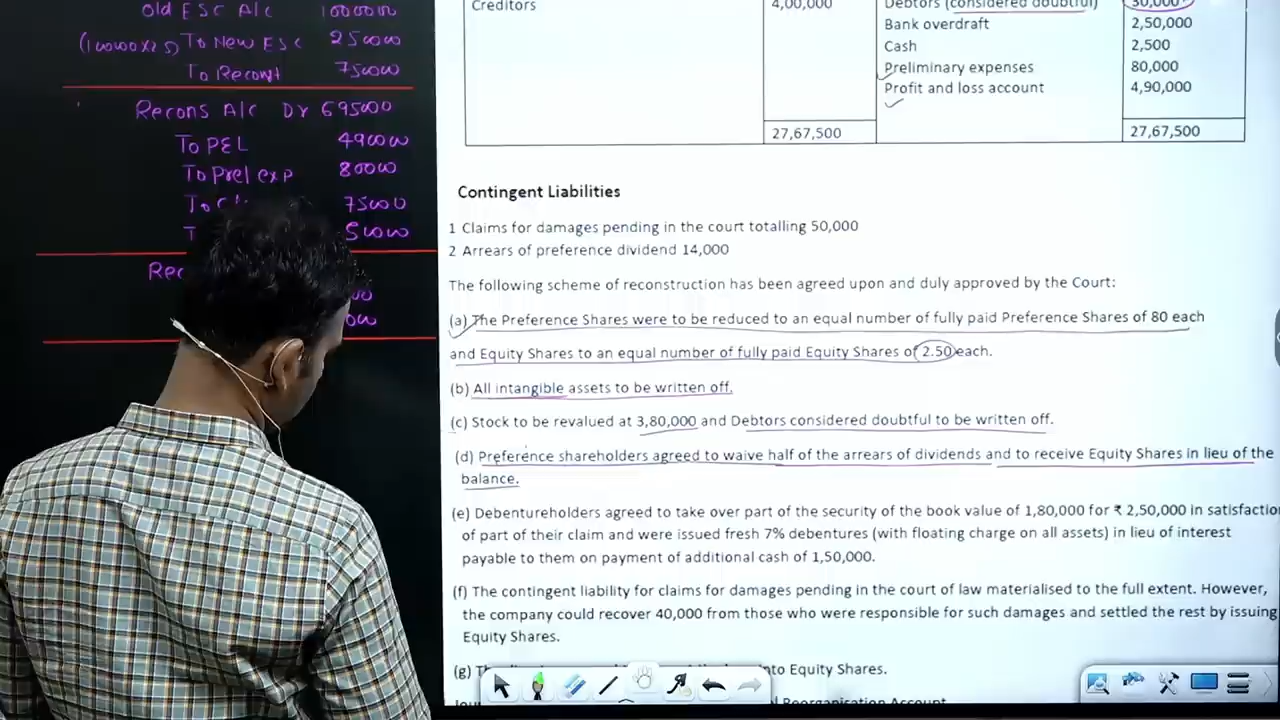 Old ESC A/c 1000000
(100000x2.5) To New ESC 250000
To Recons 750000
Recons A/c Dr 695000
To P&L 490000
To Prel exp 80000
To 75000
50000
Rec
Creditors 4,00,000 Debtors (considered doubtful) 30,000
Bank overdraft 2,50,000
Cash 2,500
Preliminary expenses 80,000
Profit and loss account 4,90,000
27,67,500 27,67,500
Contingent Liabilities
1 Claims for damages pending in the court totalling 50,000
2 Arrears of preference dividend 14,000
The following scheme of reconstruction has been agreed upon and duly approved by the Court:
(a) The Preference Shares were to be reduced to an equal number of fully paid Preference Shares of 80 each
and Equity Shares to an equal number of fully paid Equity Shares of 2.50 each.
(b) All intangible assets to be written off.
(c) Stock to be revalued at 3,80,000 and Debtors considered doubtful to be written off.
(d) Preference shareholders agreed to waive half of the arrears of dividends and to receive Equity Shares in lieu of the
balance.
(e) Debentureholders agreed to take over part of the security of the book value of 1,80,000 for ₹ 2,50,000 in satisfactio
of part of their claim and were issued fresh 7% debentures (with floating charge on all assets) in lieu of interest
payable to them on payment of additional cash of 1,50,000.
(f) The contingent liability for claims for damages pending in the court of law materialised to the full extent. However,
the company could recover 40,000 from those who were responsible for such damages and settled the rest by issuing
Equity Shares.
(g) nto Equity Shares.
Reorganisation Account